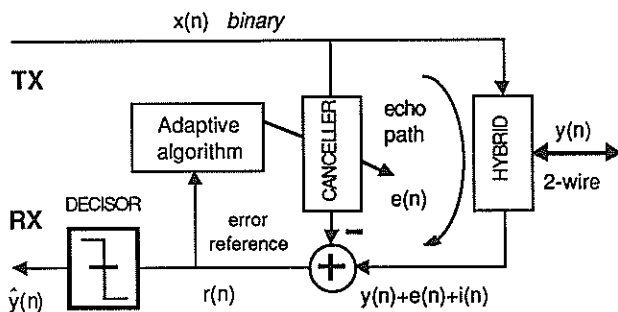 x(n) binary
TX
Adaptive
algorithm
CANCELLER
echo
path
HYBRID
y(n)
2-wire
e(n)
RX
DECISOR
error
reference
ŷ(n)
r(n)
y(n)+e(n)+i(n)